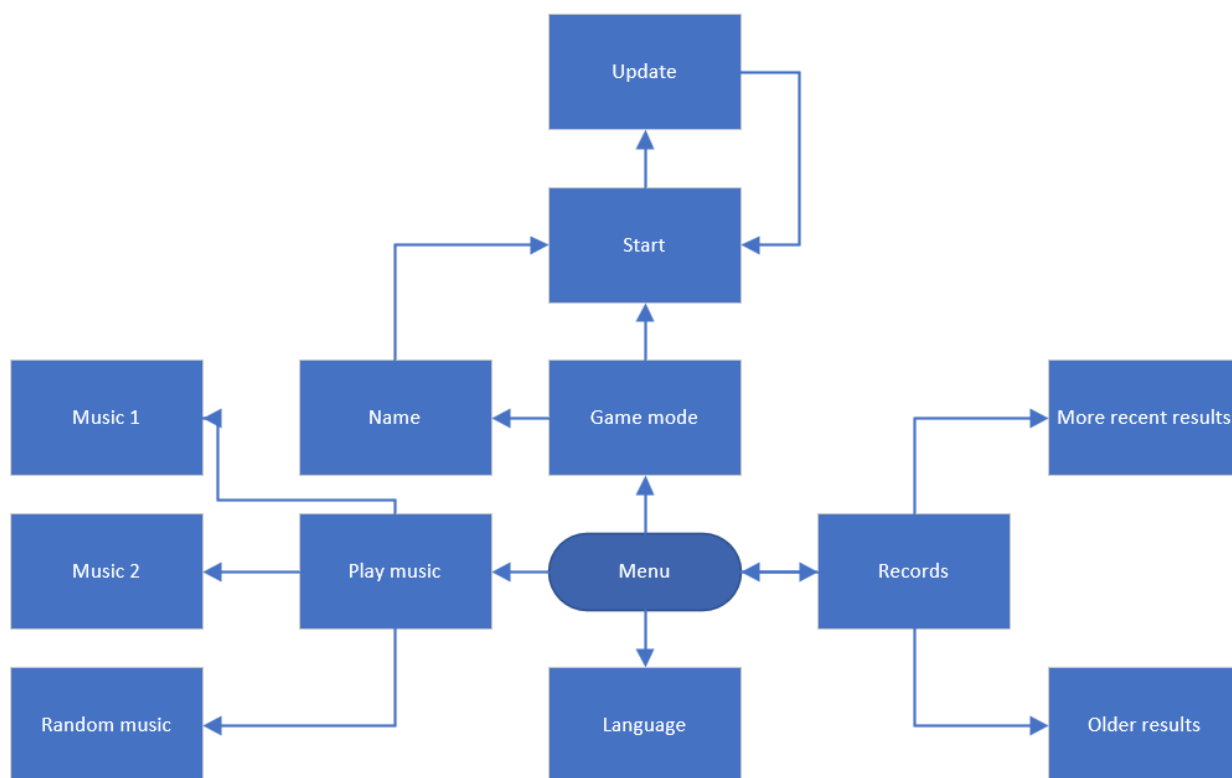 Update
Start
Music 1
Name
Game mode
More recent results
Music 2
Play music
Menu
Records
Random music
Language
Older results